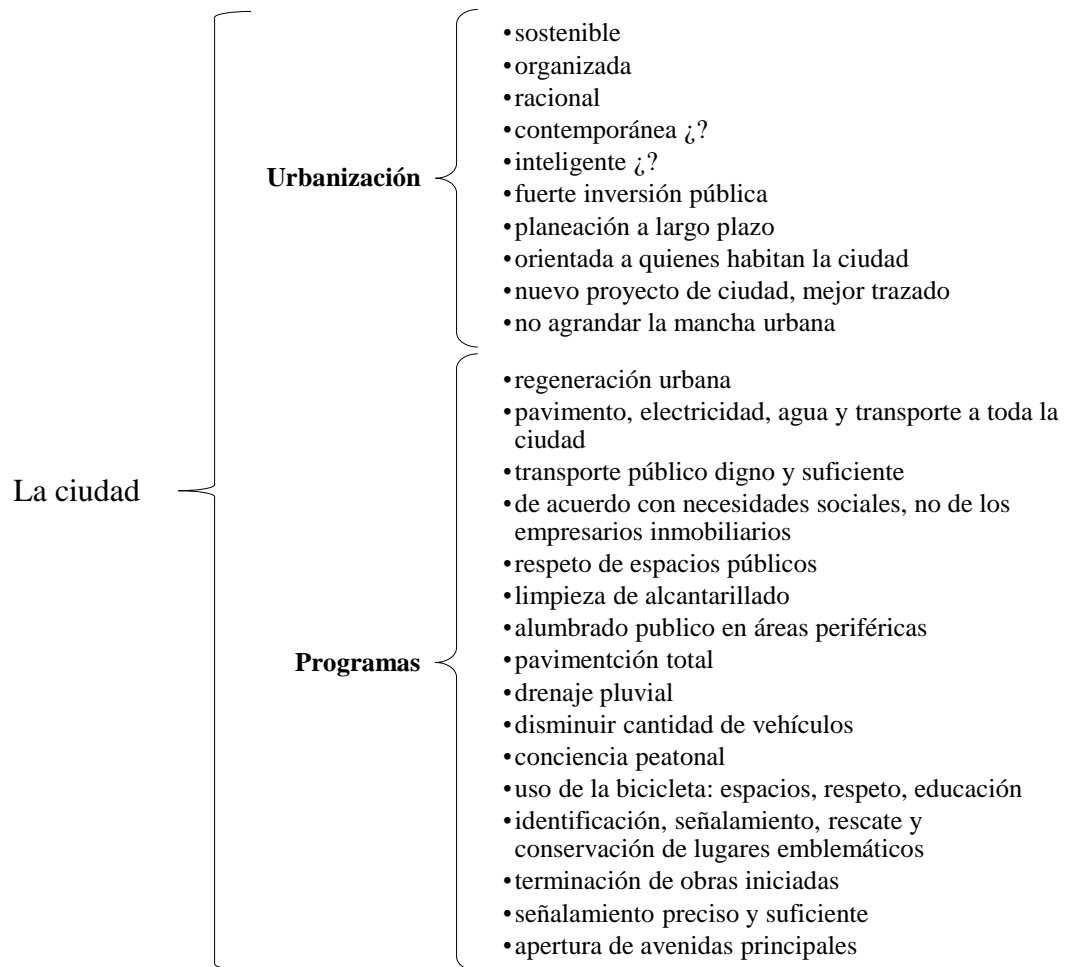 La ciudad
Urbanización
•sostenible
•organizada
•racional
•contemporánea ¿?
•inteligente ¿?
•fuerte inversión pública
•planeación a largo plazo
•orientada a quienes habitan la ciudad
•nuevo proyecto de ciudad, mejor trazado
•no agrandar la mancha urbana
Programas
•regeneración urbana
•pavimento, electricidad, agua y transporte a toda la
ciudad
•transporte público digno y suficiente
•de acuerdo con necesidades sociales, no de los
empresarios inmobiliarios
•respeto de espacios públicos
•limpieza de alcantarillado
•alumbrado publico en áreas periféricas
•pavimentción total
•drenaje pluvial
•disminuir cantidad de vehículos
•conciencia peatonal
•uso de la bicicleta: espacios, respeto, educación
•identificación, señalamiento, rescate y
conservación de lugares emblemáticos
•terminación de obras iniciadas
•señalamiento preciso y suficiente
•apertura de avenidas principales